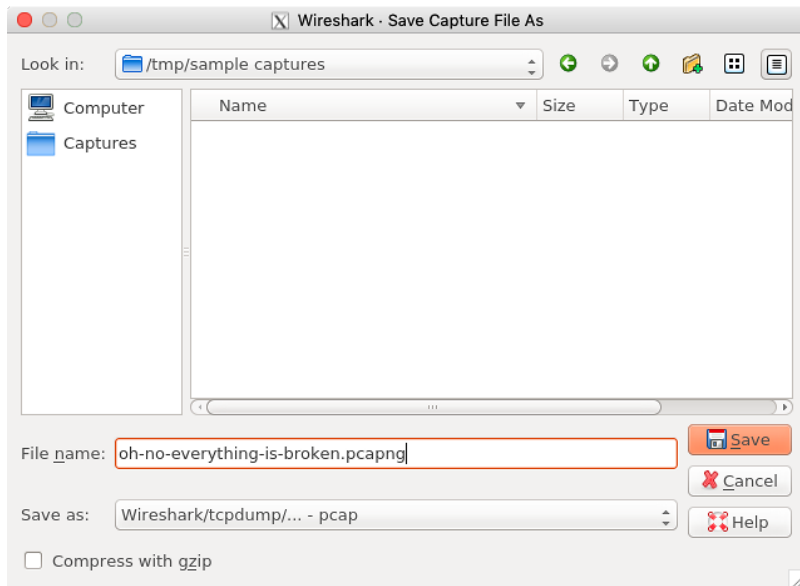 Wireshark · Save Capture File As
Look in: /tmp/sample captures
Computer
Captures
Name Size Type Date Mod
File name: oh-no-everything-is-broken.pcapng
Save
Cancel
Save as: Wireshark/tcpdump/... - pcap
Help
Compress with gzip